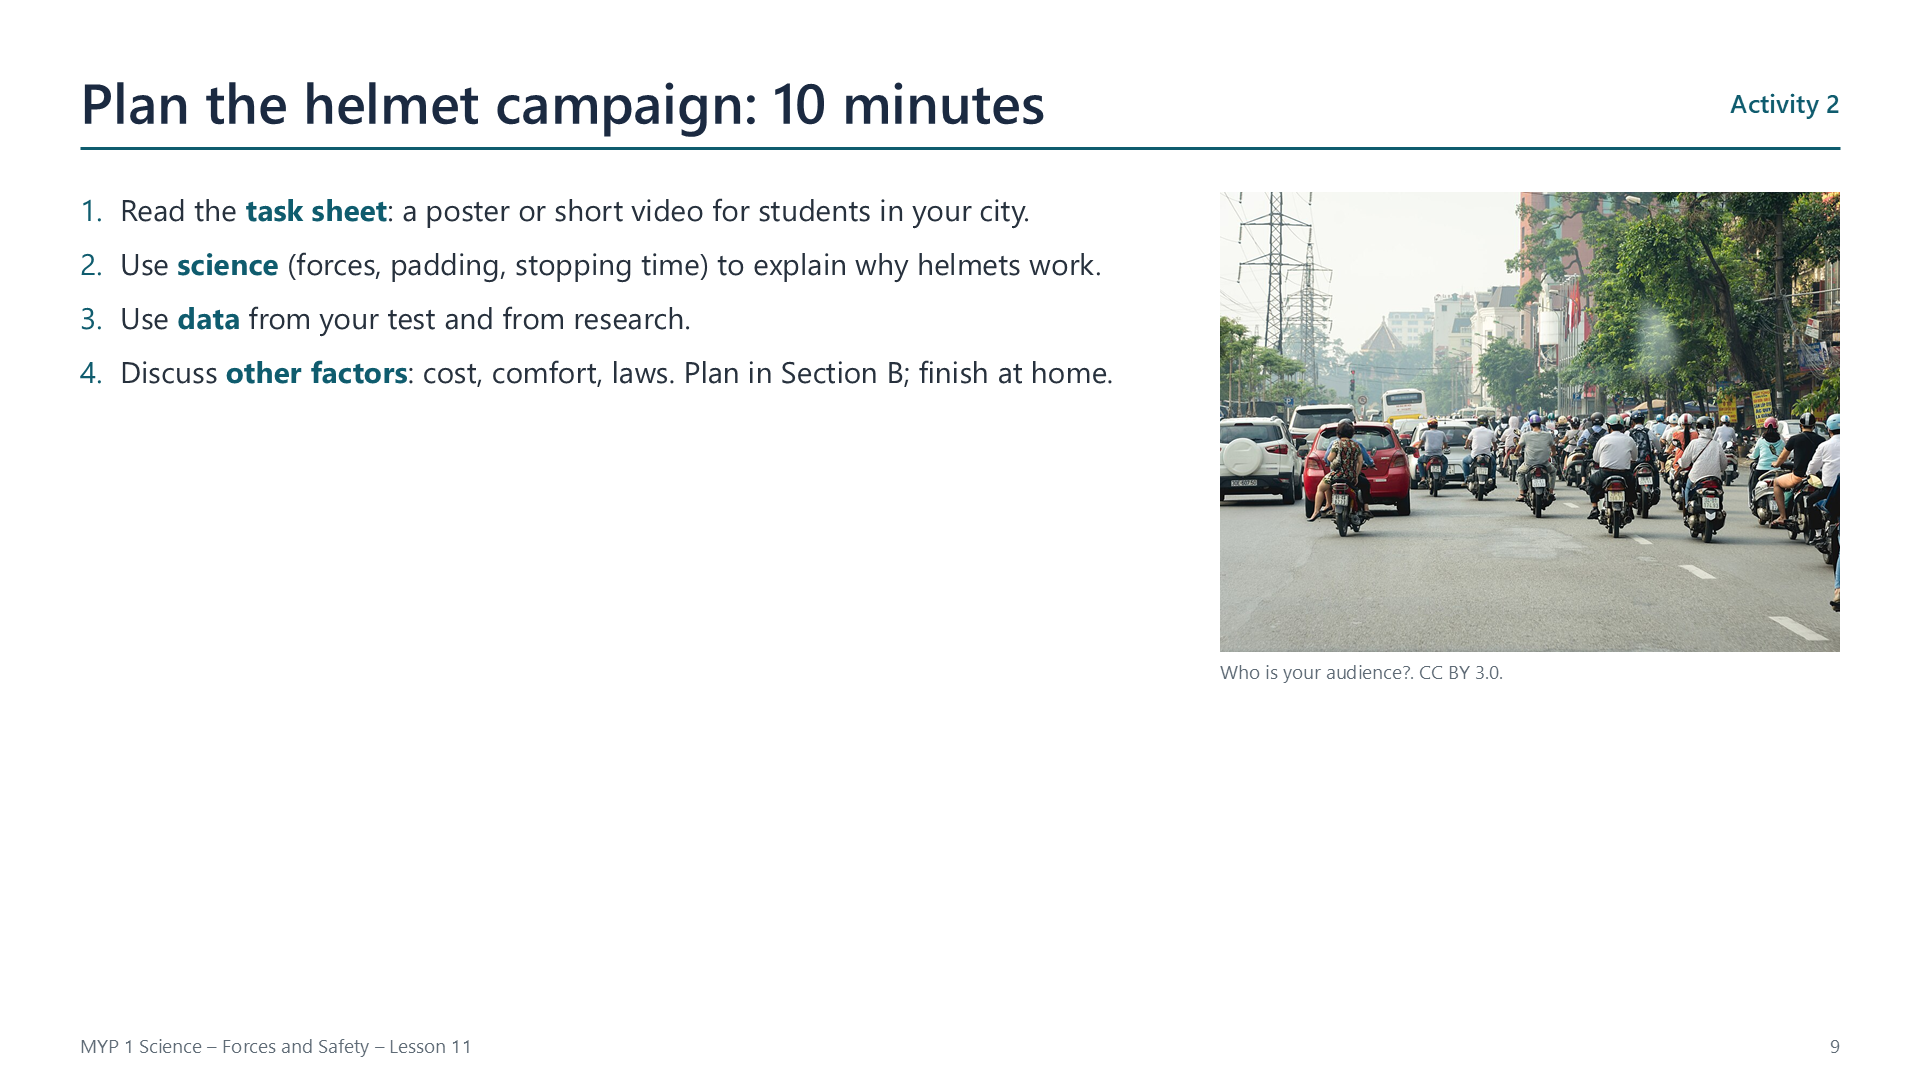 Plan the helmet campaign: 10 minutes
Activity 2
1. Read the task sheet: a poster or short video for students in your city.
2. Use science (forces, padding, stopping time) to explain why helmets work.
3. Use data from your test and from research.
4. Discuss other factors: cost, comfort, laws. Plan in Section B; finish at home.
Who is your audience?. CC BY 3.0.
MYP 1 Science – Forces and Safety – Lesson 11
9